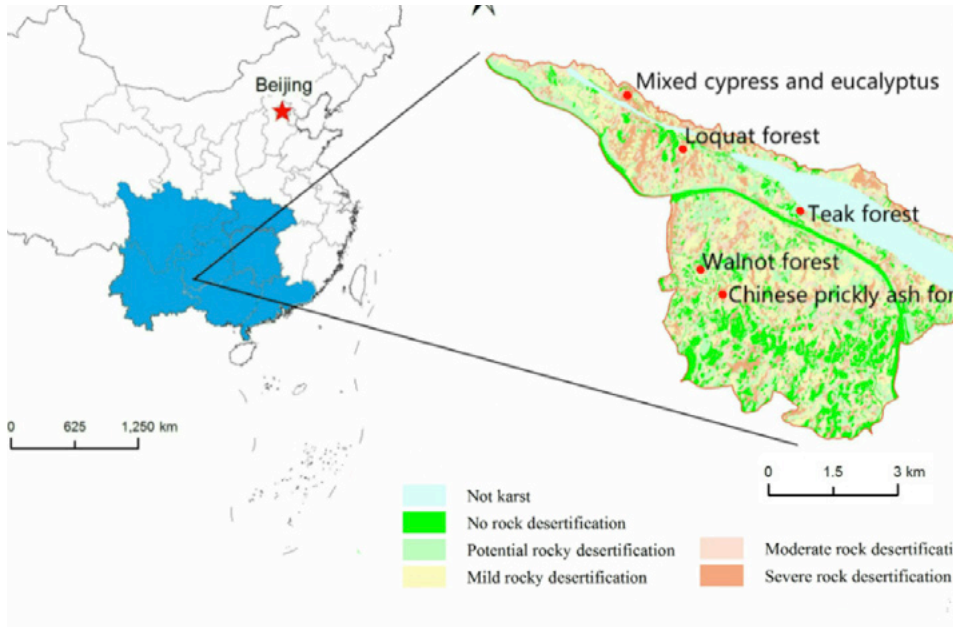 Beijing
Mixed cypress and eucalyptus
Loquat forest
Teak forest
Walnot forest
Chinese prickly ash for
0 625 1,250 km
0 1.5 3 km
Not karst
No rock desertification
Potential rocky desertification
Mild rocky desertification
Moderate rock desertificati
Severe rock desertification